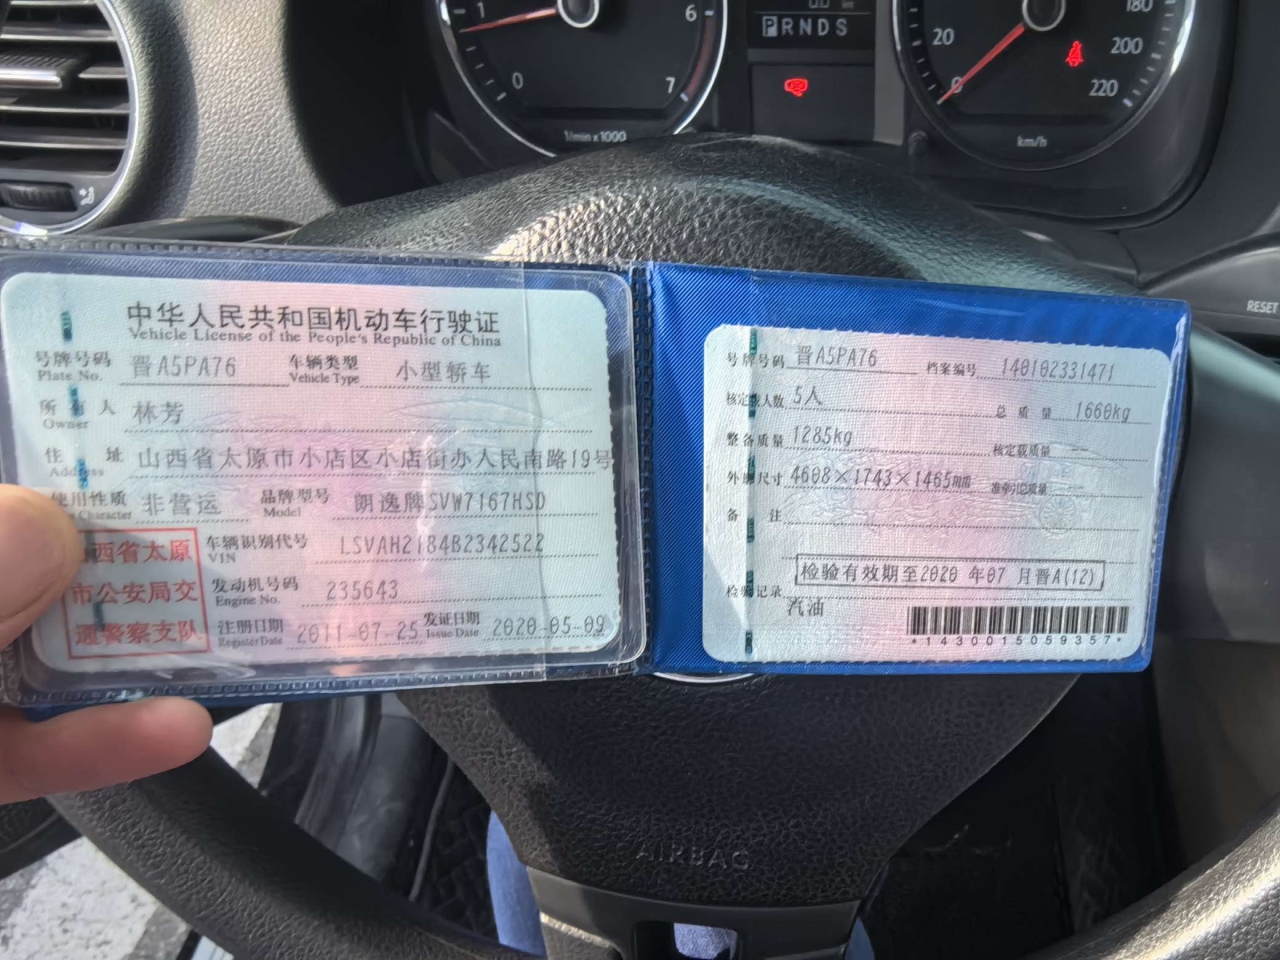 1
6
0
7
1/min x 1000
P R N D S
20
0
180
200
220
km/h
RESET
中华人民共和国机动车行驶证
Vehicle License of the People's Republic of China
号牌号码 晋A5PA76 车辆类型 小型轿车
Plate No. Vehicle Type
所有人 林芳
Owner
住址 山西省太原市小店区小店街办人民南路19号
Address
使用性质 非营运 品牌型号 朗逸牌SVW7167HSD
Character Model
车辆识别代号 LSVAH2184B2342522
VIN
发动机号码 235643
Engine No.
注册日期 2011-07-25 发证日期 2020-05-09
Register Date Issue Date
西省太原
市公安局交
通警察支队
号牌号码 晋A5PA76 档案编号 140102331471
核定载人数 5人 总质量 1660kg
整备质量 1285kg 核定载质量 --
外廓尺寸 4608×1743×1465mm 准牵引总质量 --
备注
检验有效期至2020 年07 月晋A(12)
检验记录
汽油
*1430015059357*
AIRBAG